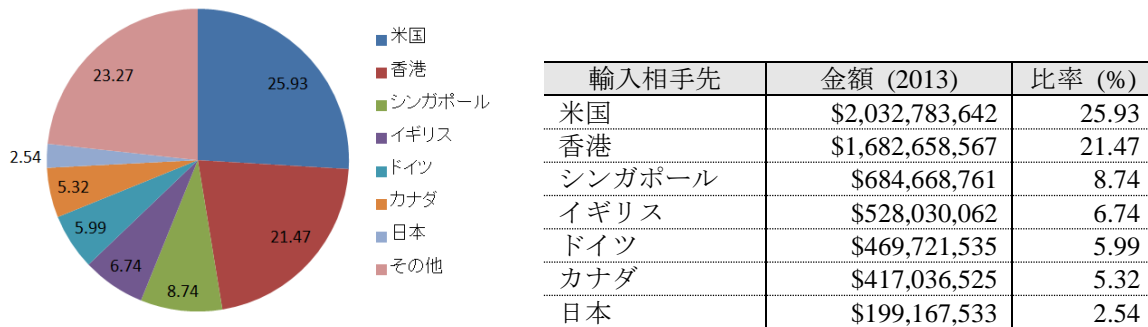 25.93
21.47
8.74
6.74
5.99
5.32
2.54
23.27
米国
香港
シンガポール
イギリス
ドイツ
カナダ
日本
その他
輸入相手先 金額 (2013) 比率 (%)
米国 $2,032,783,642 25.93
香港 $1,682,658,567 21.47
シンガポール $684,668,761 8.74
イギリス $528,030,062 6.74
ドイツ $469,721,535 5.99
カナダ $417,036,525 5.32
日本 $199,167,533 2.54